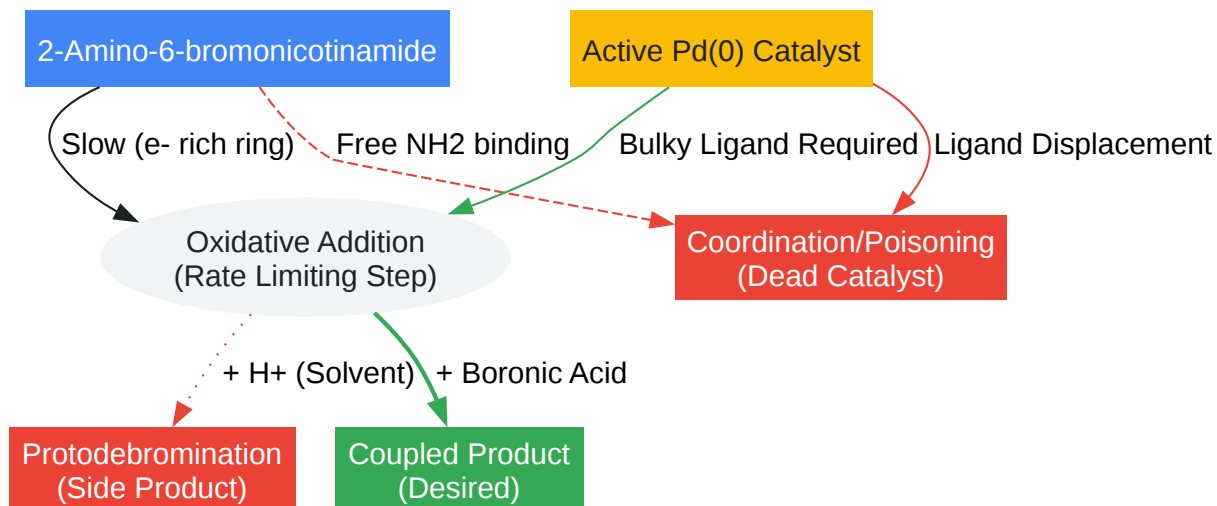 2-Amino-6-bromonicotinamide
Active Pd(0) Catalyst
Slow (e- rich ring)
Free NH2 binding
Bulky Ligand Required
Ligand Displacement
Oxidative Addition
(Rate Limiting Step)
Coordination/Poisoning
(Dead Catalyst)
+ H+ (Solvent)
+ Boronic Acid
Protodebromination
(Side Product)
Coupled Product
(Desired)